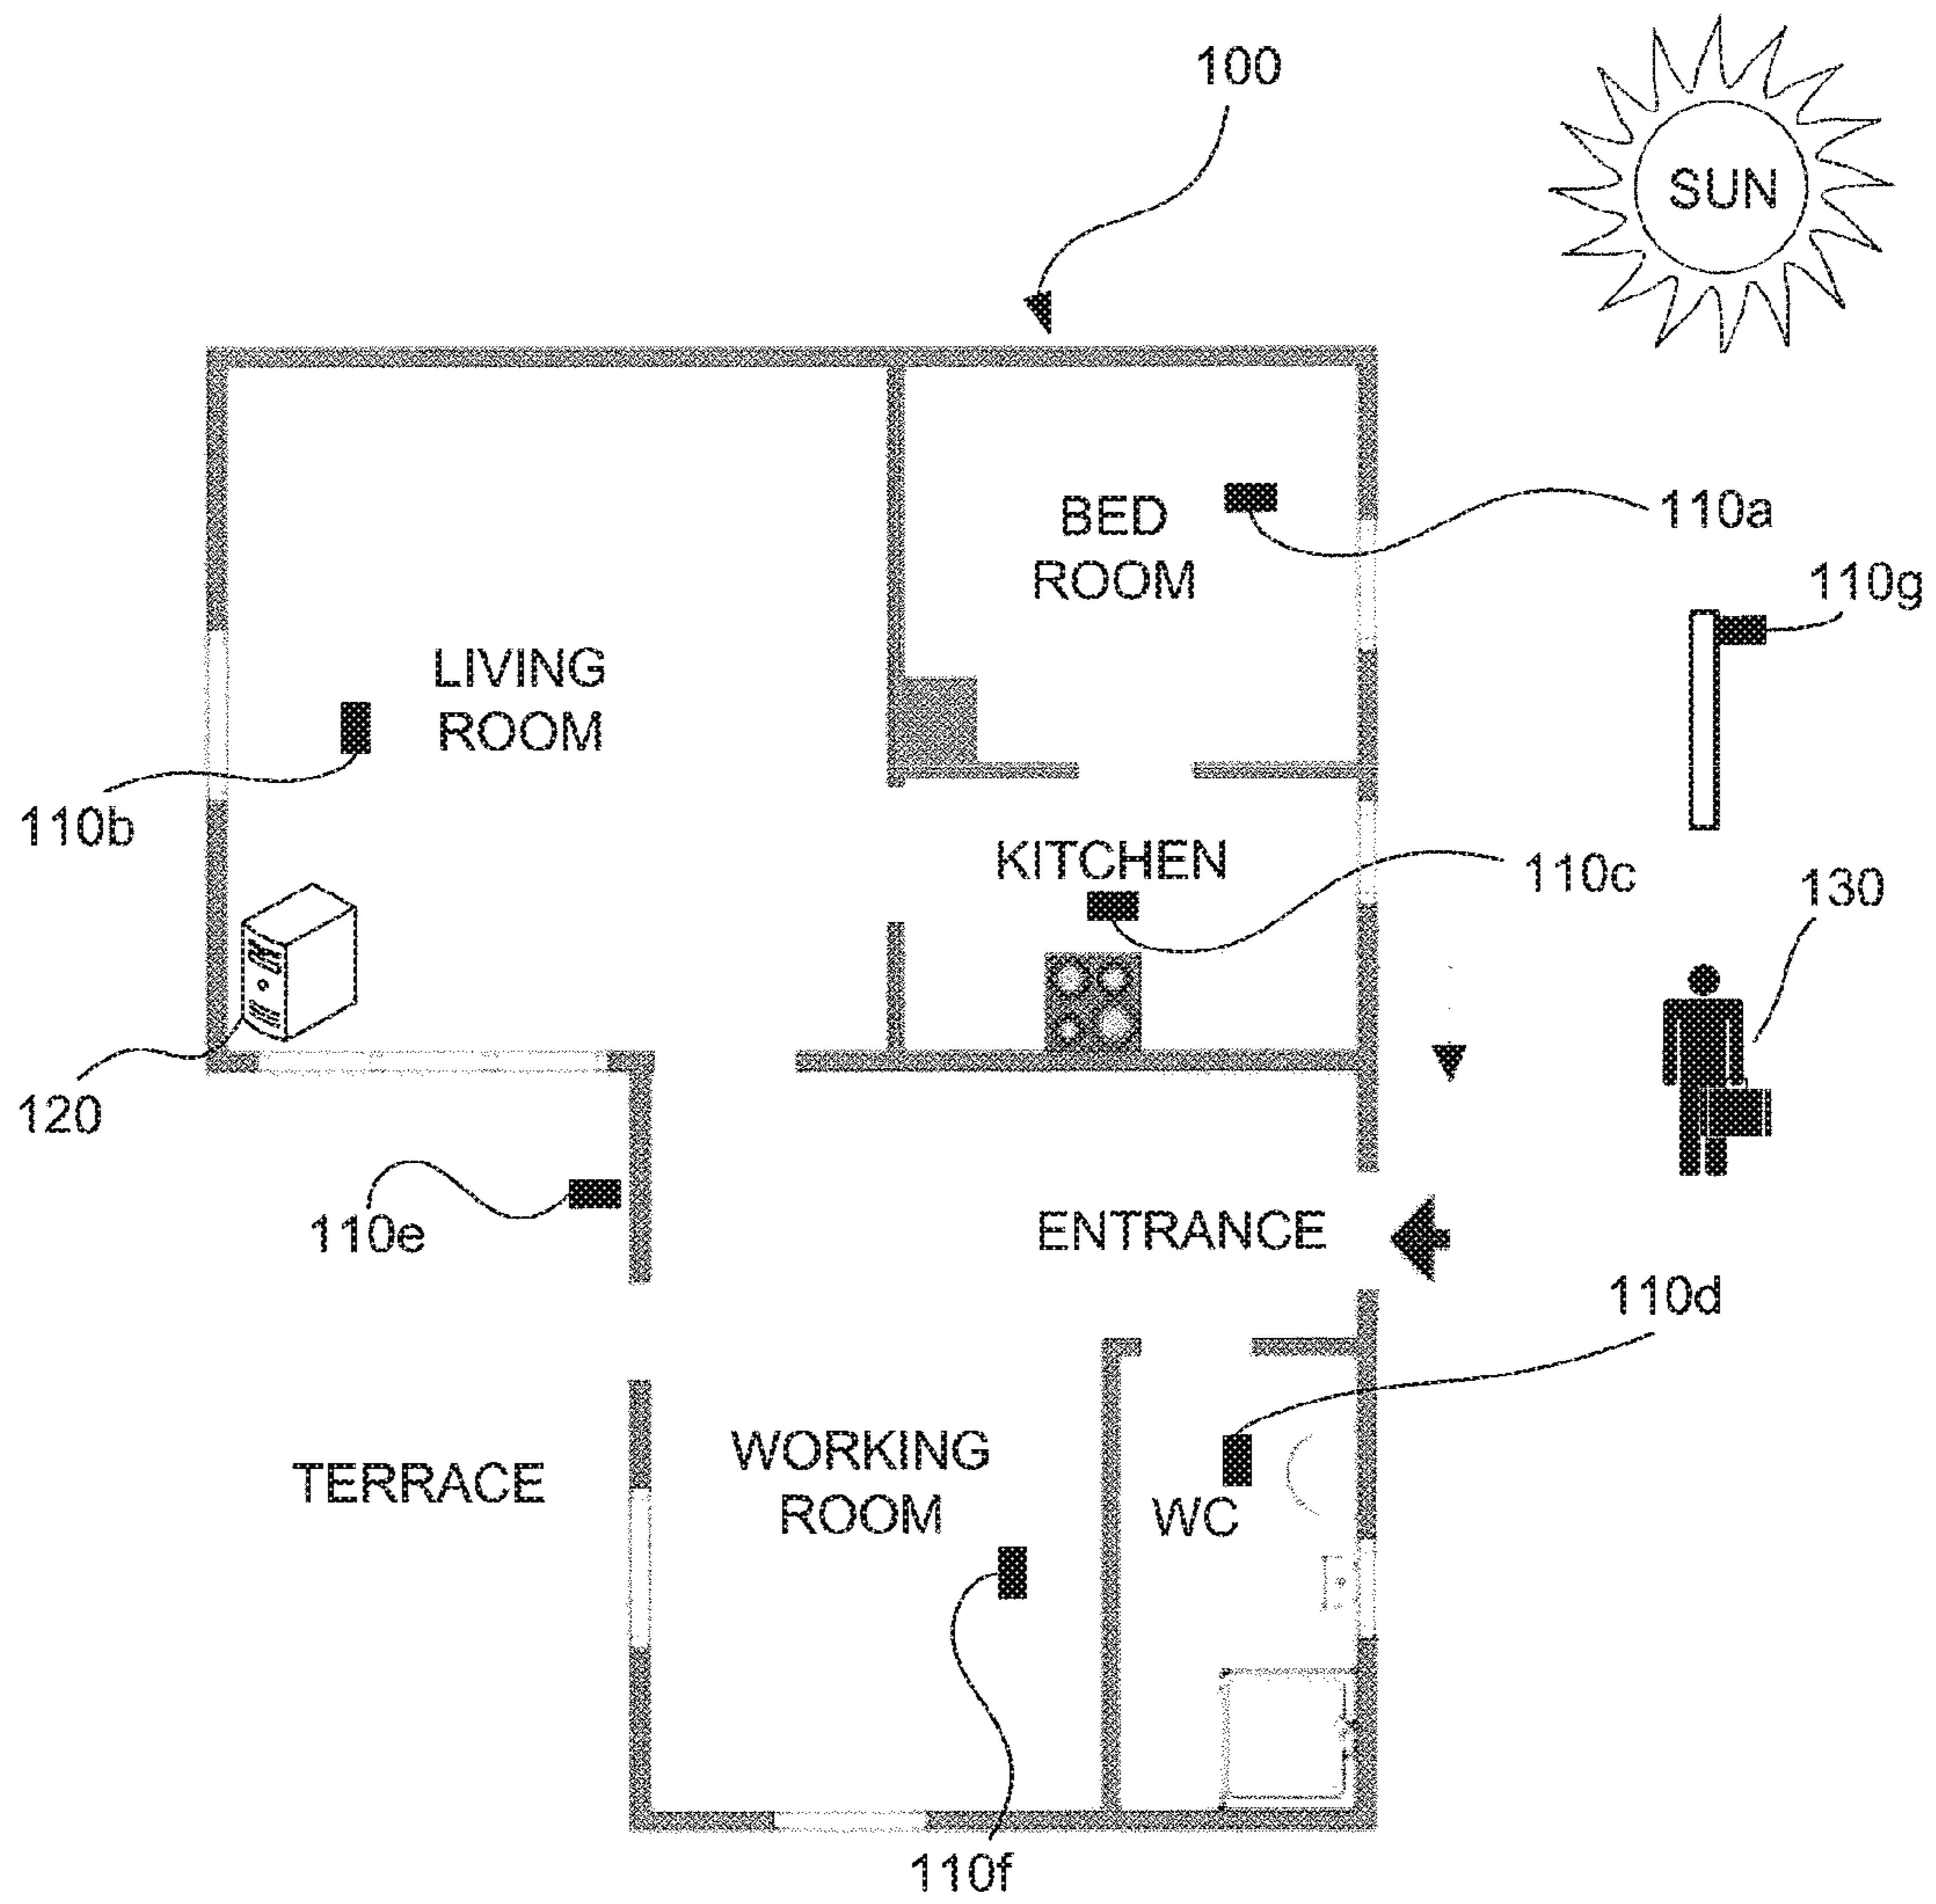 100
SUN
BED
ROOM
110a
110g
LIVING
ROOM
110b
KITCHEN
110c
130
120
110e
ENTRANCE
110d
TERRACE
WORKING
ROOM
WC
110f